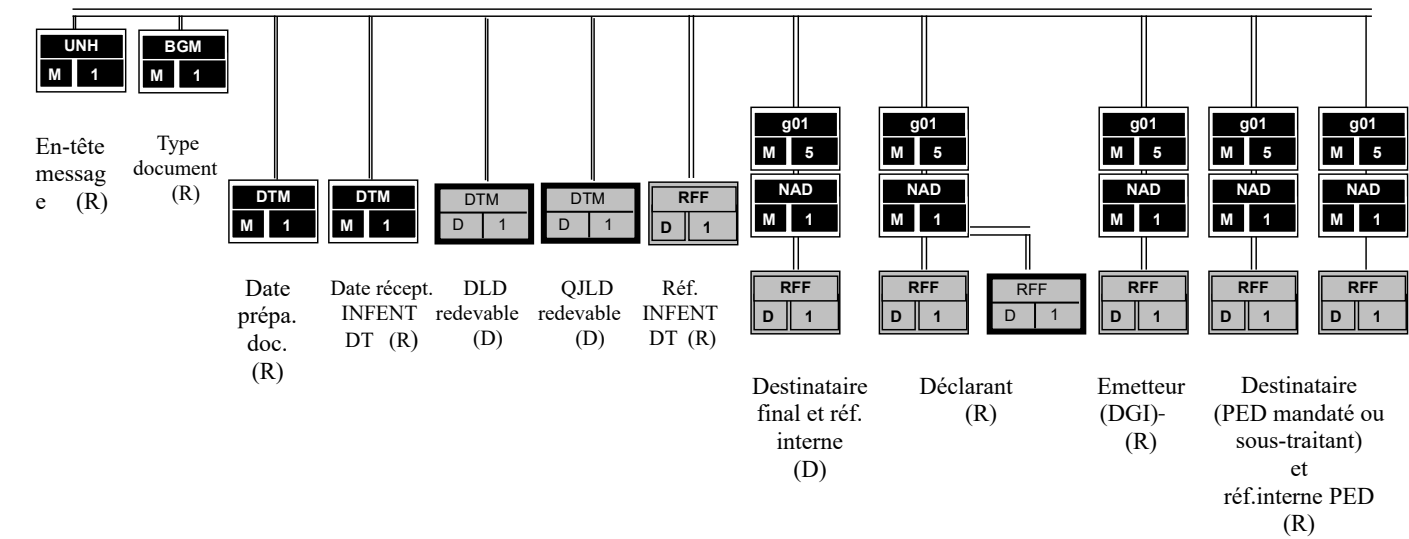 UNH
M 1
BGM
M 1
En-tête
messag
e (R)
Type
document
(R)
DTM
M 1
Date
prépa.
doc.
(R)
DTM
M 1
Date récept.
INFENT
DT (R)
DTM
D 1
DLD
redevable
(D)
DTM
D 1
QJLD
redevable
(D)
RFF
D 1
Réf.
INFENT
DT (R)
g01
M 5
NAD
M 1
RFF
D 1
Destinataire
final et réf.
interne
(D)
g01
M 5
NAD
M 1
RFF
D 1
RFF
D 1
Déclarant
(R)
g01
M 5
NAD
M 1
RFF
D 1
Emetteur
(DGI)-
(R)
g01
M 5
NAD
M 1
RFF
D 1
g01
M 5
NAD
M 1
RFF
D 1
Destinataire
(PED mandaté ou
sous-traitant)
et
réf.interne PED
(R)